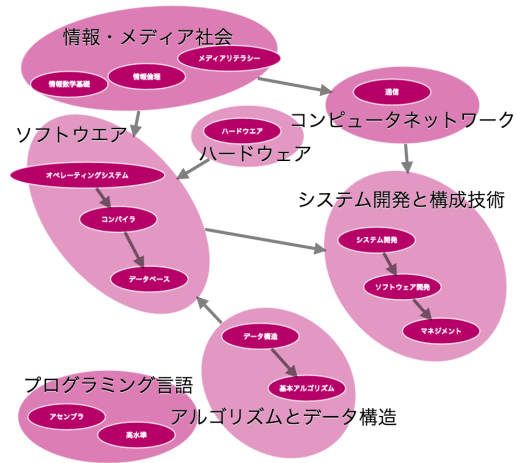 情報・メディア社会
メディアリテラシー
情報倫理
情報数学基礎
通信
コンピュータネットワーク
ソフトウエア
ハードウエア
ハードウェア
オペレーティングシステム
コンパイラ
データベース
システム開発と構成技術
システム開発
ソフトウェア開発
マネジメント
データ構造
基本アルゴリズム
アルゴリズムとデータ構造
プログラミング言語
アセンブラ
高水準